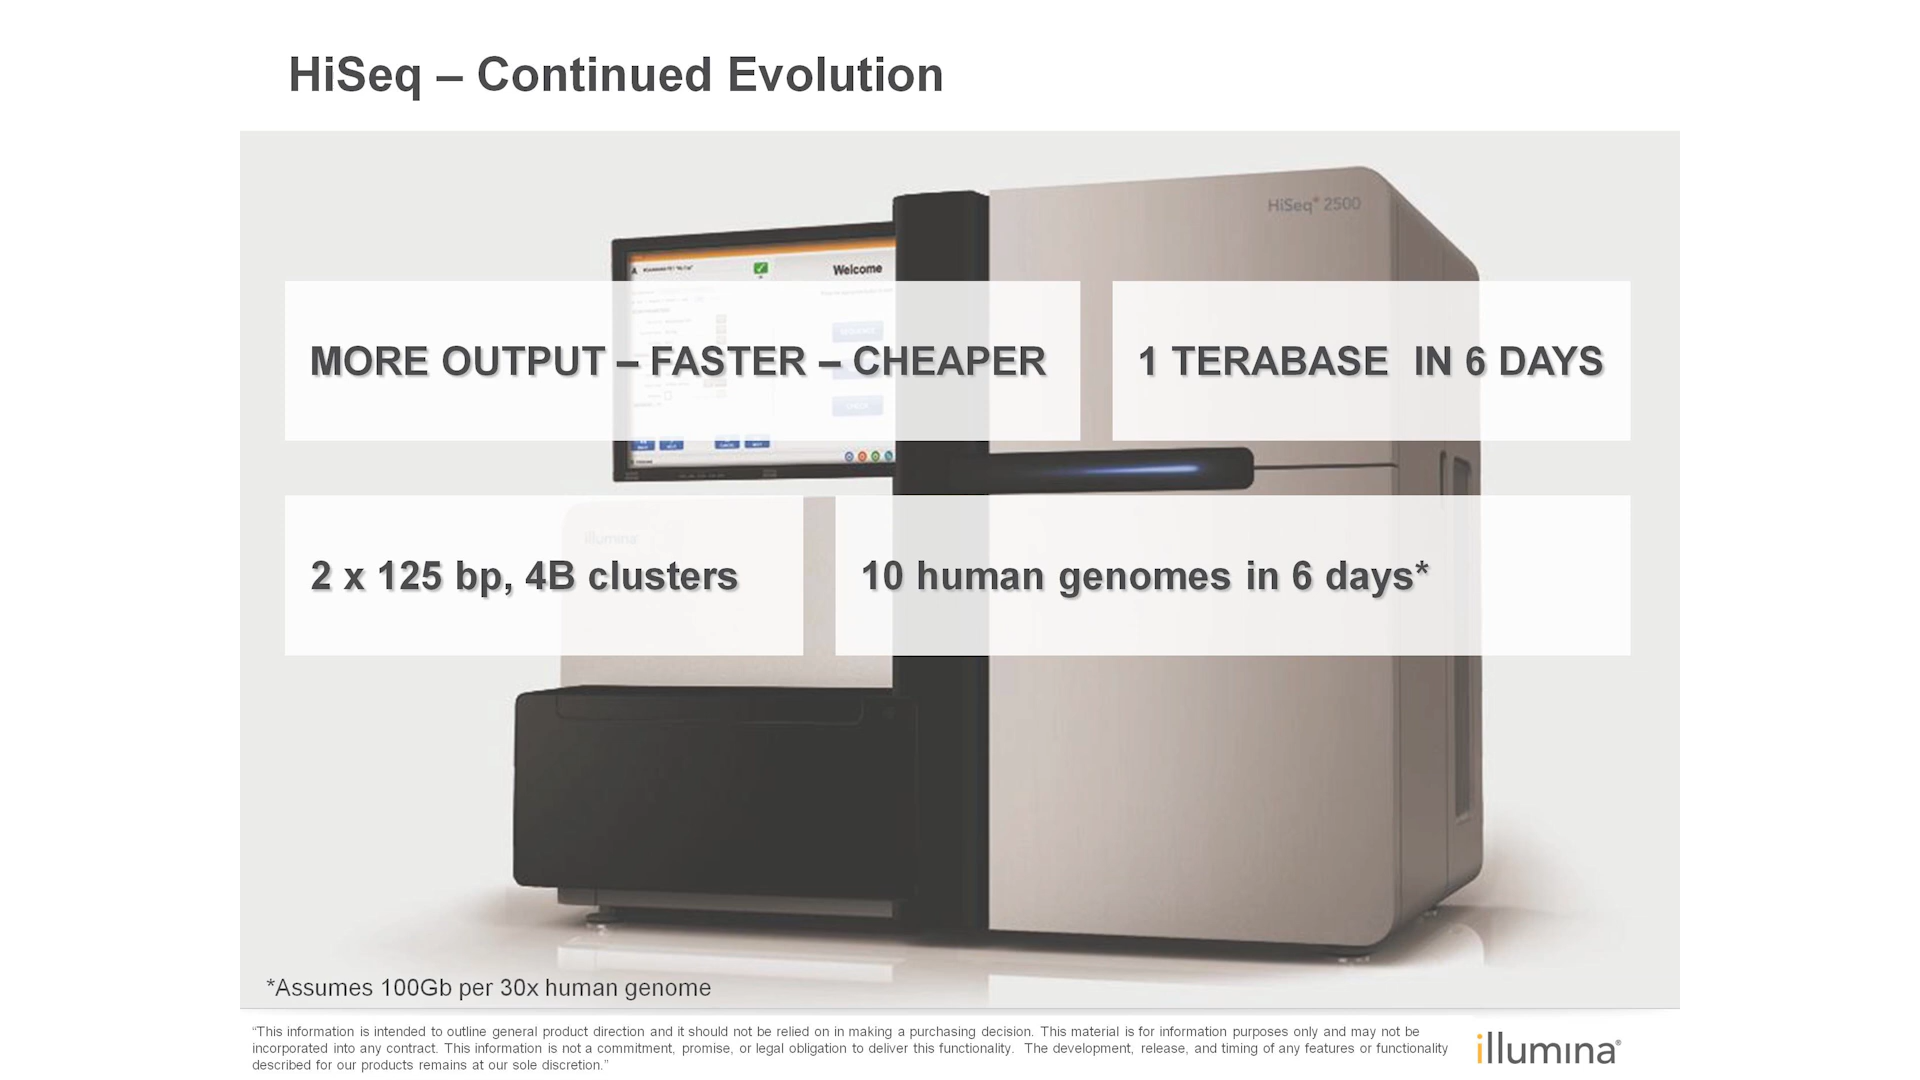 HiSeq – Continued Evolution
HiSeq® 2500
Welcome
MORE OUTPUT – FASTER – CHEAPER
1 TERABASE IN 6 DAYS
illumina
2 x 125 bp, 4B clusters
10 human genomes in 6 days*
*Assumes 100Gb per 30x human genome
“This information is intended to outline general product direction and it should not be relied on in making a purchasing decision. This material is for information purposes only and may not be
incorporated into any contract. This information is not a commitment, promise, or legal obligation to deliver this functionality. The development, release, and timing of any features or functionality
described for our products remains at our sole discretion.”
illumina®